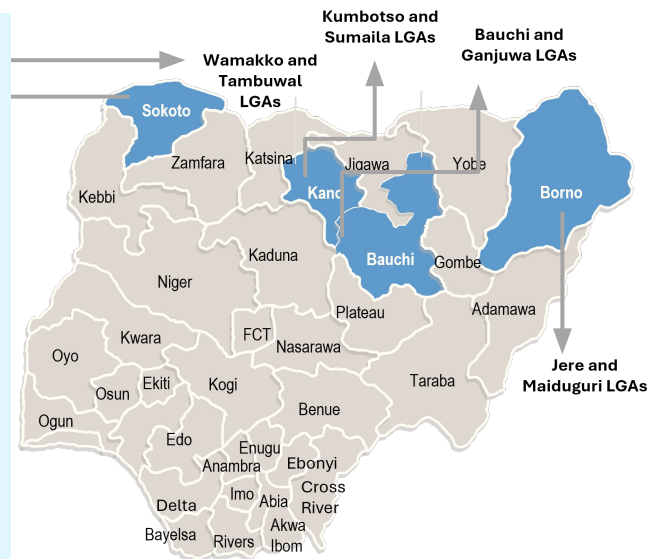 Kumbotso and
Sumaila LGAs
Bauchi and
Ganjuwa LGAs
Wamakko and
Tambuwal
LGAs
Sokoto
Zamfara
Katsina
Jigawa
Yobe
Kebbi
Kano
Borno
Bauchi
Gombe
Kaduna
Niger
Plateau
Adamawa
FCT
Nasarawa
Kwara
Oyo
Osun
Ekiti
Kogi
Taraba
Jere and
Maiduguri LGAs
Ogun
Benue
Edo
Enugu
Anambra
Ebonyi
Cross
River
Imo
Abia
Delta
Akwa
Ibom
Bayelsa
Rivers